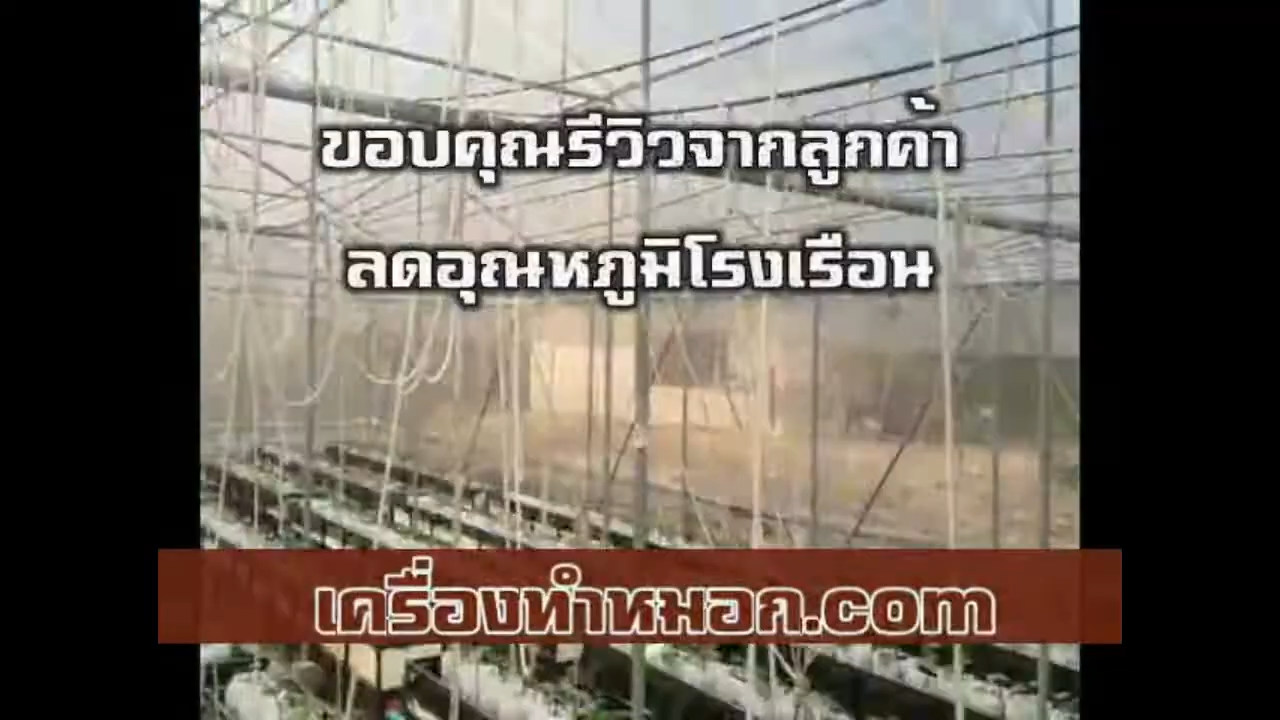 ขอบคุณรีวิวจากลูกค้า
ลดอุณหภูมิโรงเรือน
เครื่องทำหมอก.com